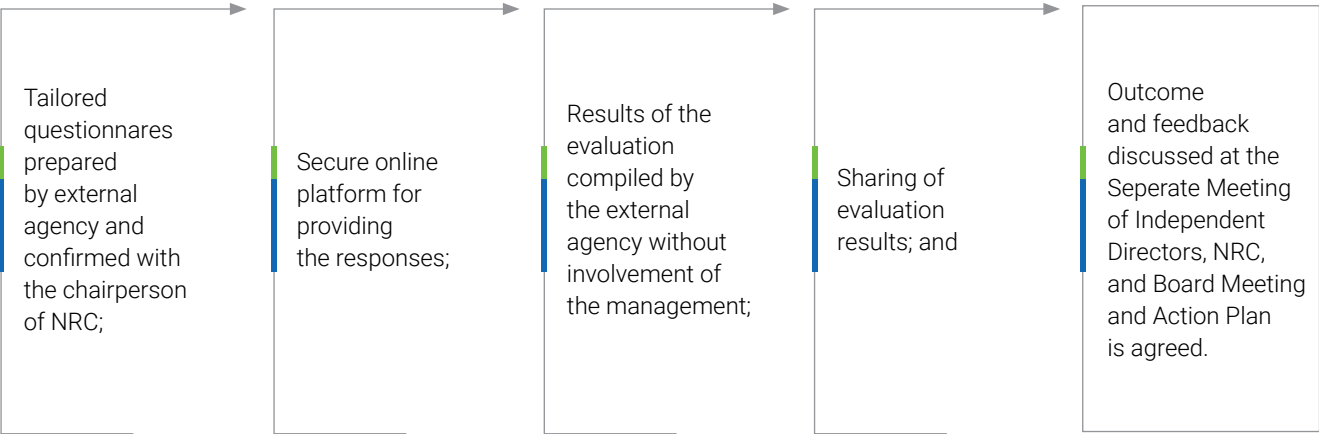 Tailored
questionnares
prepared
by external
agency and
confirmed with
the chairperson
of NRC;
Secure online
platform for
providing
the responses;
Results of the
evaluation
compiled by
the external
agency without
involvement of
the management;
Sharing of
evaluation
results; and
Outcome
and feedback
discussed at the
Seperate Meeting
of Independent
Directors, NRC,
and Board Meeting
and Action Plan
is agreed.